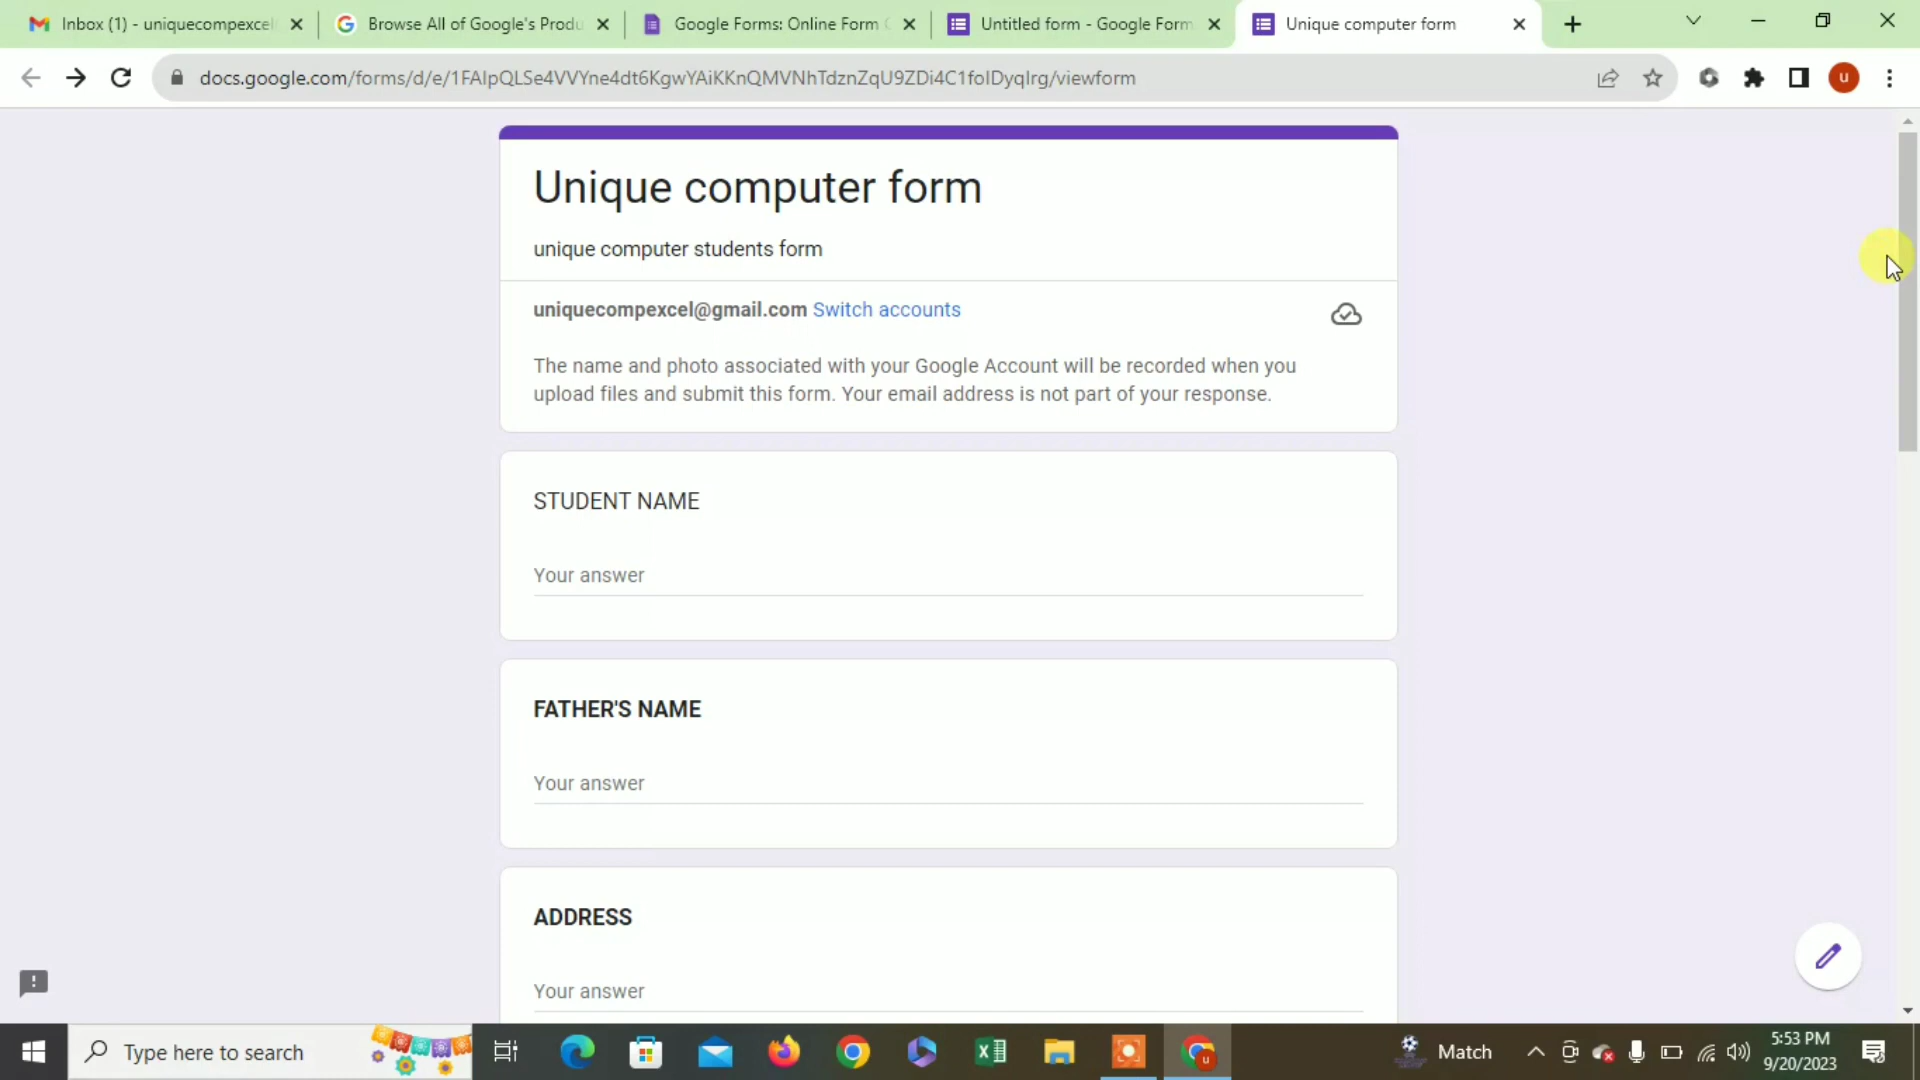 Inbox (1) - uniquecompexcel
Browse All of Google's Produ
Google Forms: Online Form C
Untitled form - Google Form
Unique computer form
docs.google.com/forms/d/e/1FAIpQLSe4VVYne4dt6KgwYAiKKnQMVNhTdznZqU9ZDi4C1foIDyqIrg/viewform
u
Unique computer form
unique computer students form
uniquecompexcel@gmail.com Switch accounts
The name and photo associated with your Google Account will be recorded when you
upload files and submit this form. Your email address is not part of your response.
STUDENT NAME
Your answer
FATHER'S NAME
Your answer
ADDRESS
Your answer
Type here to search
Match
5:53 PM
9/20/2023